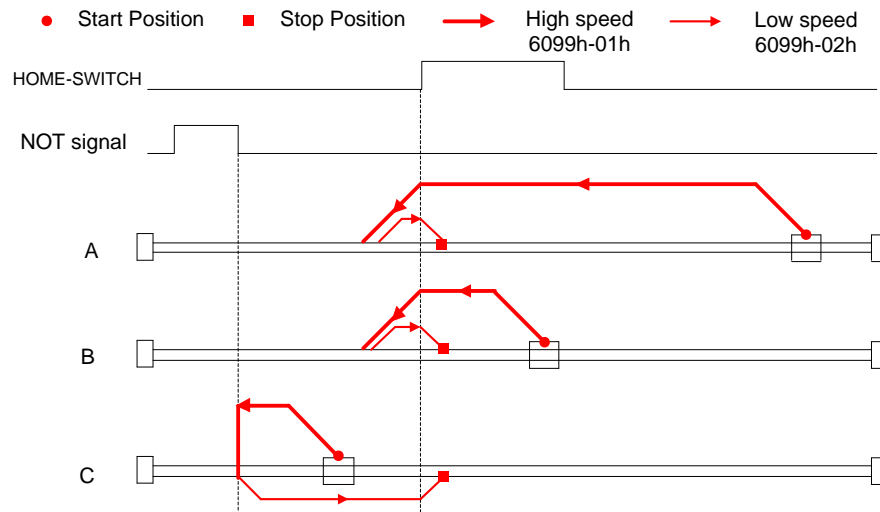 Start Position Stop Position High speed Low speed
6099h-01h 6099h-02h
HOME-SWITCH
NOT signal
A
B
C